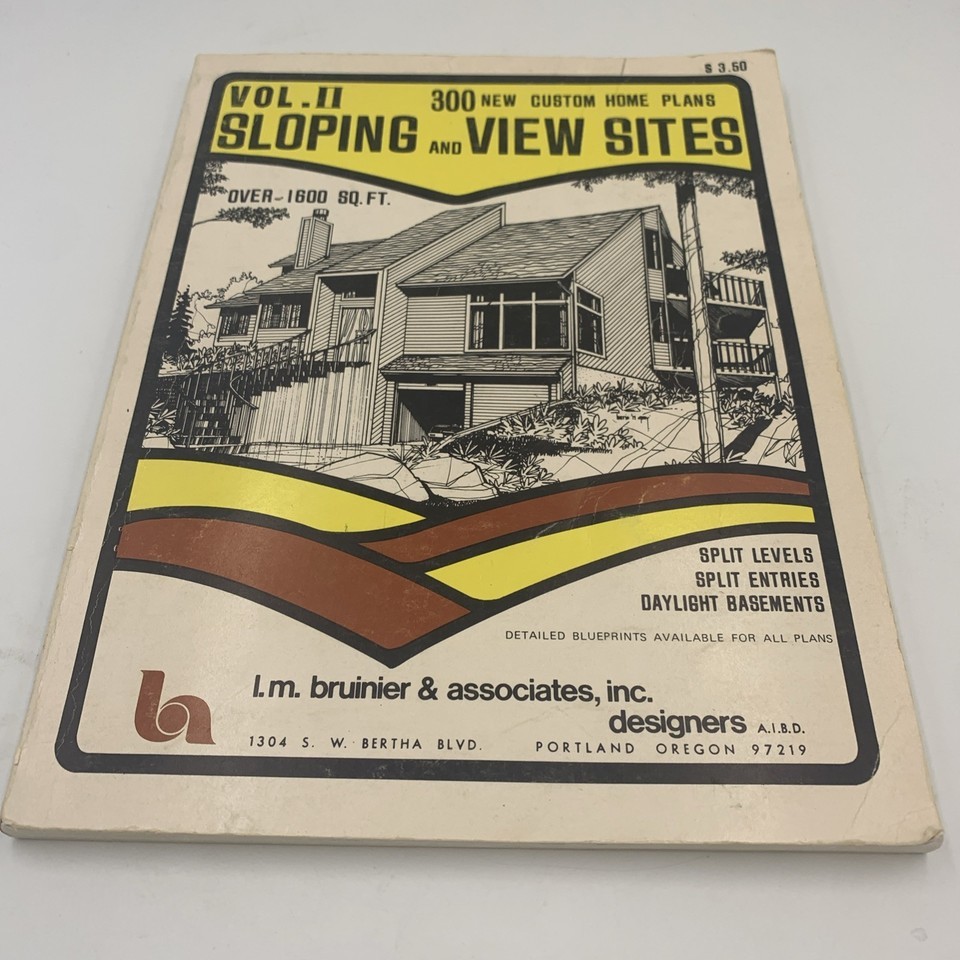 $ 3.50
VOL. II 300 NEW CUSTOM HOME PLANS
SLOPING AND VIEW SITES
OVER 1600 SQ. FT.
SPLIT LEVELS
SPLIT ENTRIES
DAYLIGHT BASEMENTS
DETAILED BLUEPRINTS AVAILABLE FOR ALL PLANS
l.m. bruinier & associates, inc.
designers A.I.B.D.
1304 S. W. BERTHA BLVD. PORTLAND OREGON 97219